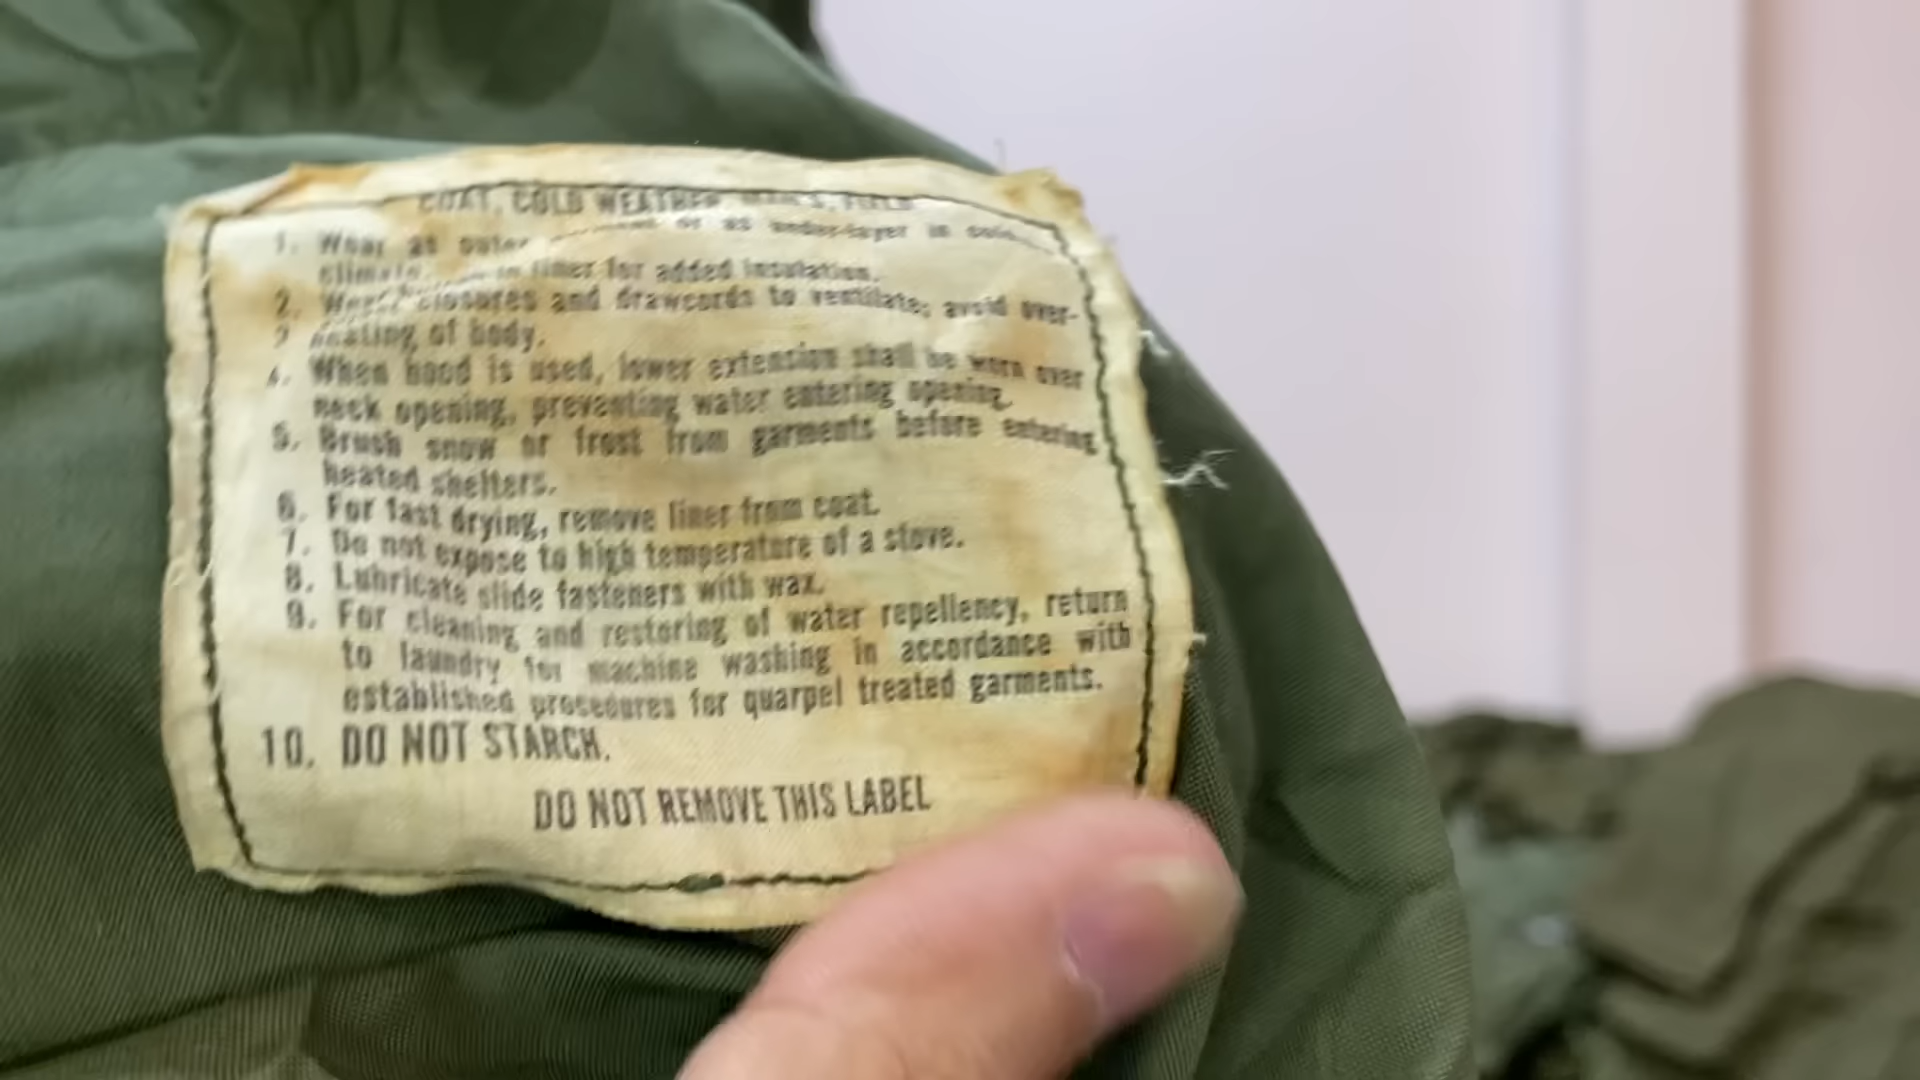 COAT, COLD WEATHER, MAN'S, FIELD
1. Wear as outer garment or as under-layer in cold
climate. liner for added insulation.
2. closures and drawcords to ventilate; avoid over-
heating of body.
4. When hood is used, lower extension shall be worn over
neck opening, preventing water entering opening.
5. Brush snow or frost from garments before entering
heated shelters.
6. For fast drying, remove liner from coat.
7. Do not expose to high temperature of a stove.
8. Lubricate slide fasteners with wax.
9. For cleaning and restoring of water repellency, return
to laundry for machine washing in accordance with
established procedures for quarpel treated garments.
10. DO NOT STARCH.
DO NOT REMOVE THIS LABEL